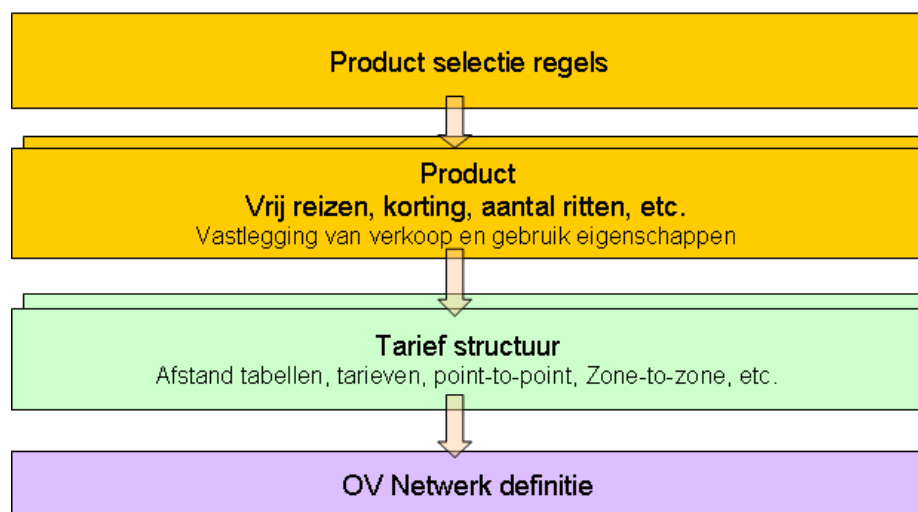 Product selectie regels
Product
Vrij reizen, korting, aantal ritten, etc.
Vastlegging van verkoop en gebruik eigenschappen
Tarief structuur
Afstand tabellen, tarieven, point-to-point, Zone-to-zone, etc.
OV Netwerk definitie